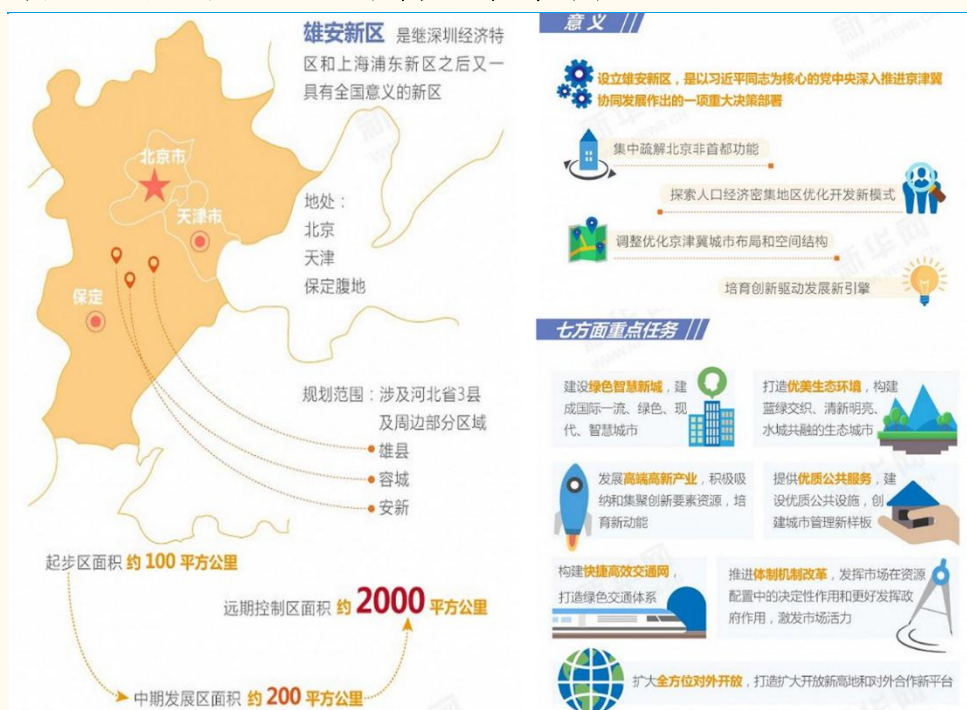 雄安新区 是继深圳经济特
区和上海浦东新区之后又一
具有全国意义的新区
北京市
天津市
保定
地处：
北京
天津
保定腹地
规划范围：涉及河北省3县
及周边部分区域
雄县
容城
安新
起步区面积 约100平方公里
远期控制区面积 约2000平方公里
中期发展区面积 约200平方公里
意义
设立雄安新区，是以习近平同志为核心的党中央深入推进京津冀
协同发展作出的一项重大决策部署
集中疏解北京非首都功能
探索人口经济密集地区优化开发新模式
调整优化京津冀城市布局和空间结构
培育创新驱动发展新引擎
七方面重点任务
建设绿色智慧新城，建
成国际一流、绿色、现
代、智慧城市
打造优美生态环境，构建
蓝绿交织、清新明亮、
水城共融的生态城市
发展高端高新产业，积极吸
纳和集聚创新要素资源，培
育新动能
提供优质公共服务，建
设优质公共设施，创
建城市管理新样板
构建快捷高效交通网，
打造绿色交通体系
推进体制机制改革，发挥市场在资源
配置中的决定性作用和更好发挥政
府作用，激发市场活力
扩大全方位对外开放，打造扩大开放新高地和对外合作新平台